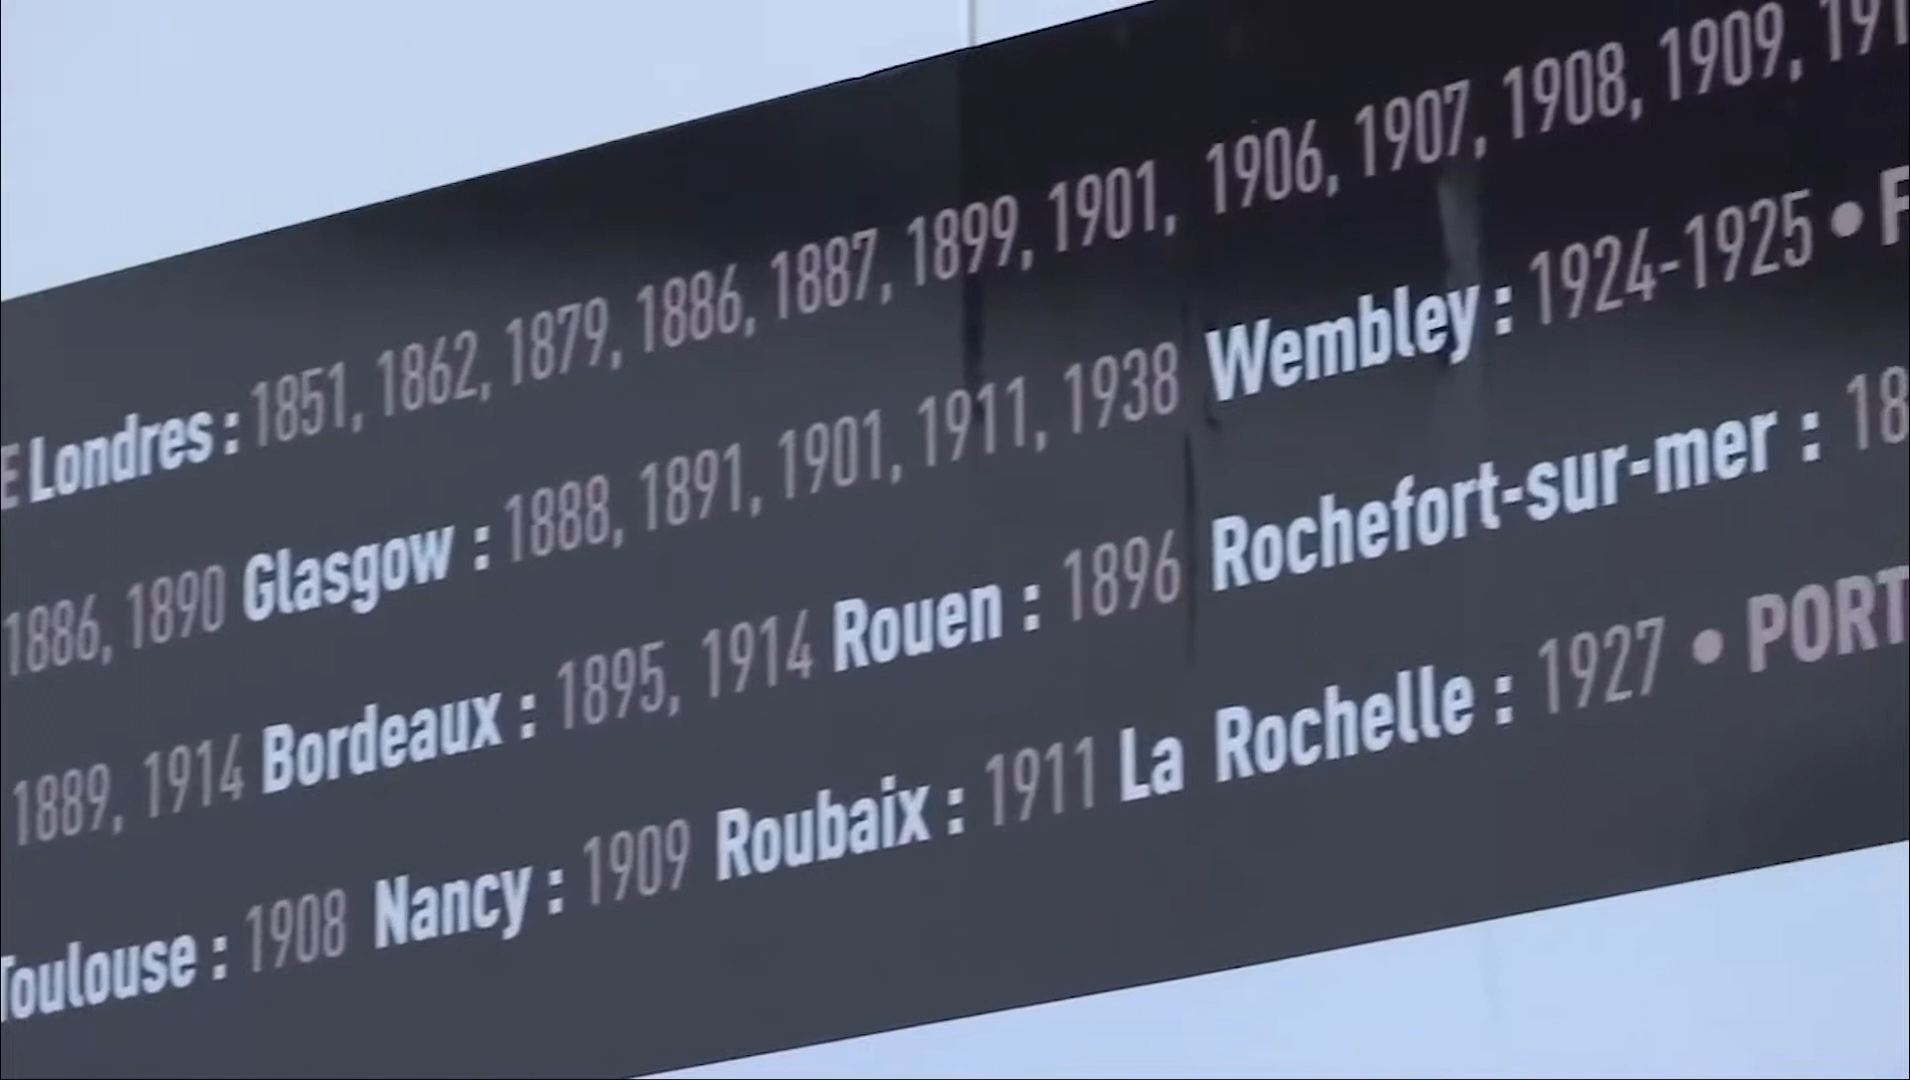 Londres : 1851, 1862, 1879, 1886, 1887, 1899, 1901, 1906, 1907, 1908, 1909,
1886, 1890 Glasgow : 1888, 1891, 1901, 1911, 1938 Wembley : 1924-1925 •
1889, 1914 Bordeaux : 1895, 1914 Rouen : 1896 Rochefort-sur-mer :
Toulouse : 1908 Nancy : 1909 Roubaix : 1911 La Rochelle : 1927 • PORT